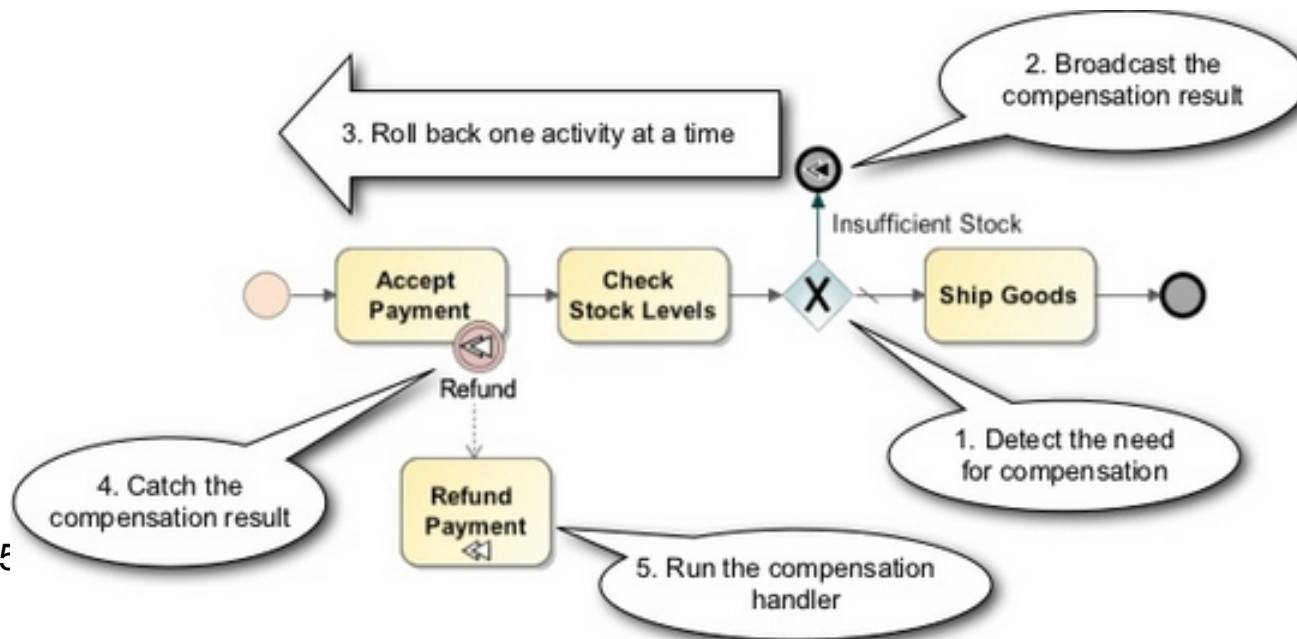 2. Broadcast the
compensation result
3. Roll back one activity at a time
Insufficient Stock
Accept
Payment
Check
Stock Levels
X
Ship Goods
Refund
1. Detect the need
for compensation
4. Catch the
compensation result
Refund
Payment
5. Run the compensation
handler